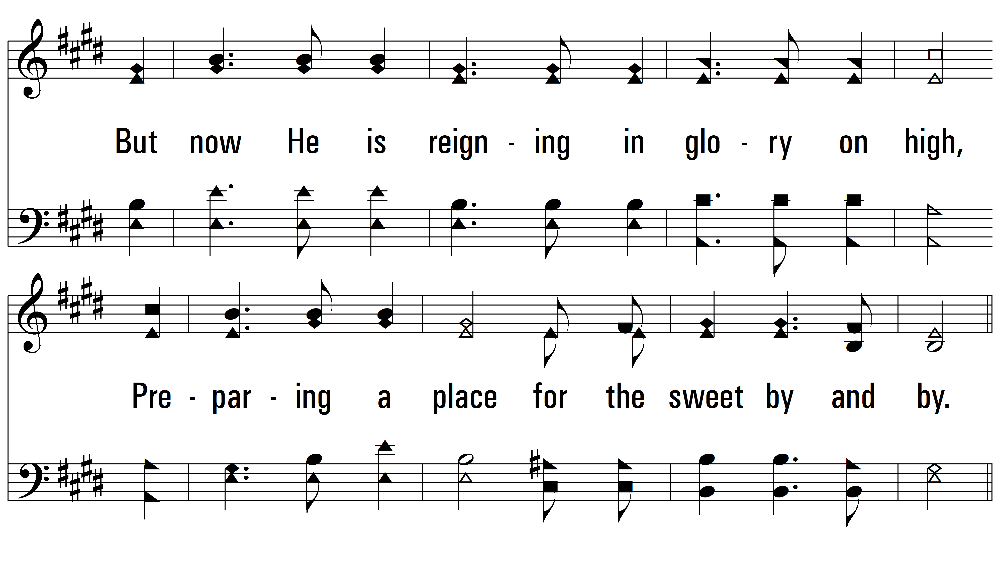 But now He is reign - ing in glo - ry on high,
Pre - par - ing a place for the sweet by and by.